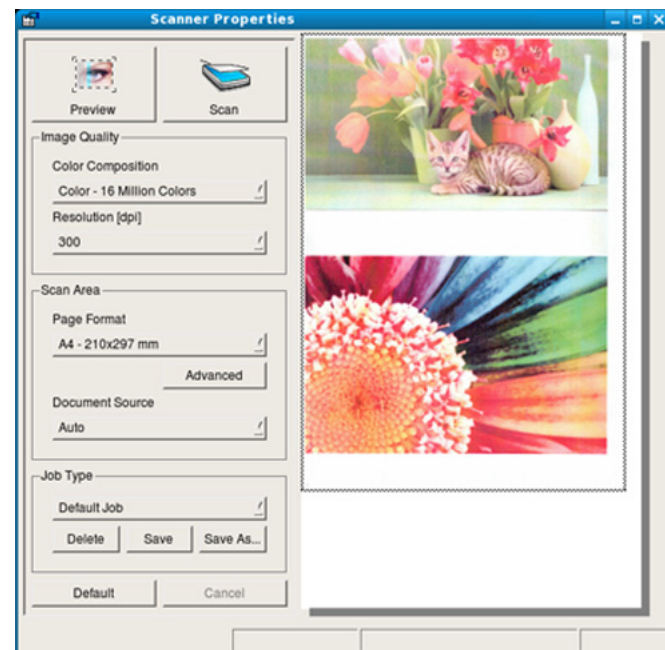 Scanner Properties
Preview Scan
Image Quality
Color Composition
Color - 16 Million Colors
Resolution [dpi]
300
Scan Area
Page Format
A4 - 210x297 mm
Advanced
Document Source
Auto
Job Type
Default Job
Delete Save Save As...
Default Cancel